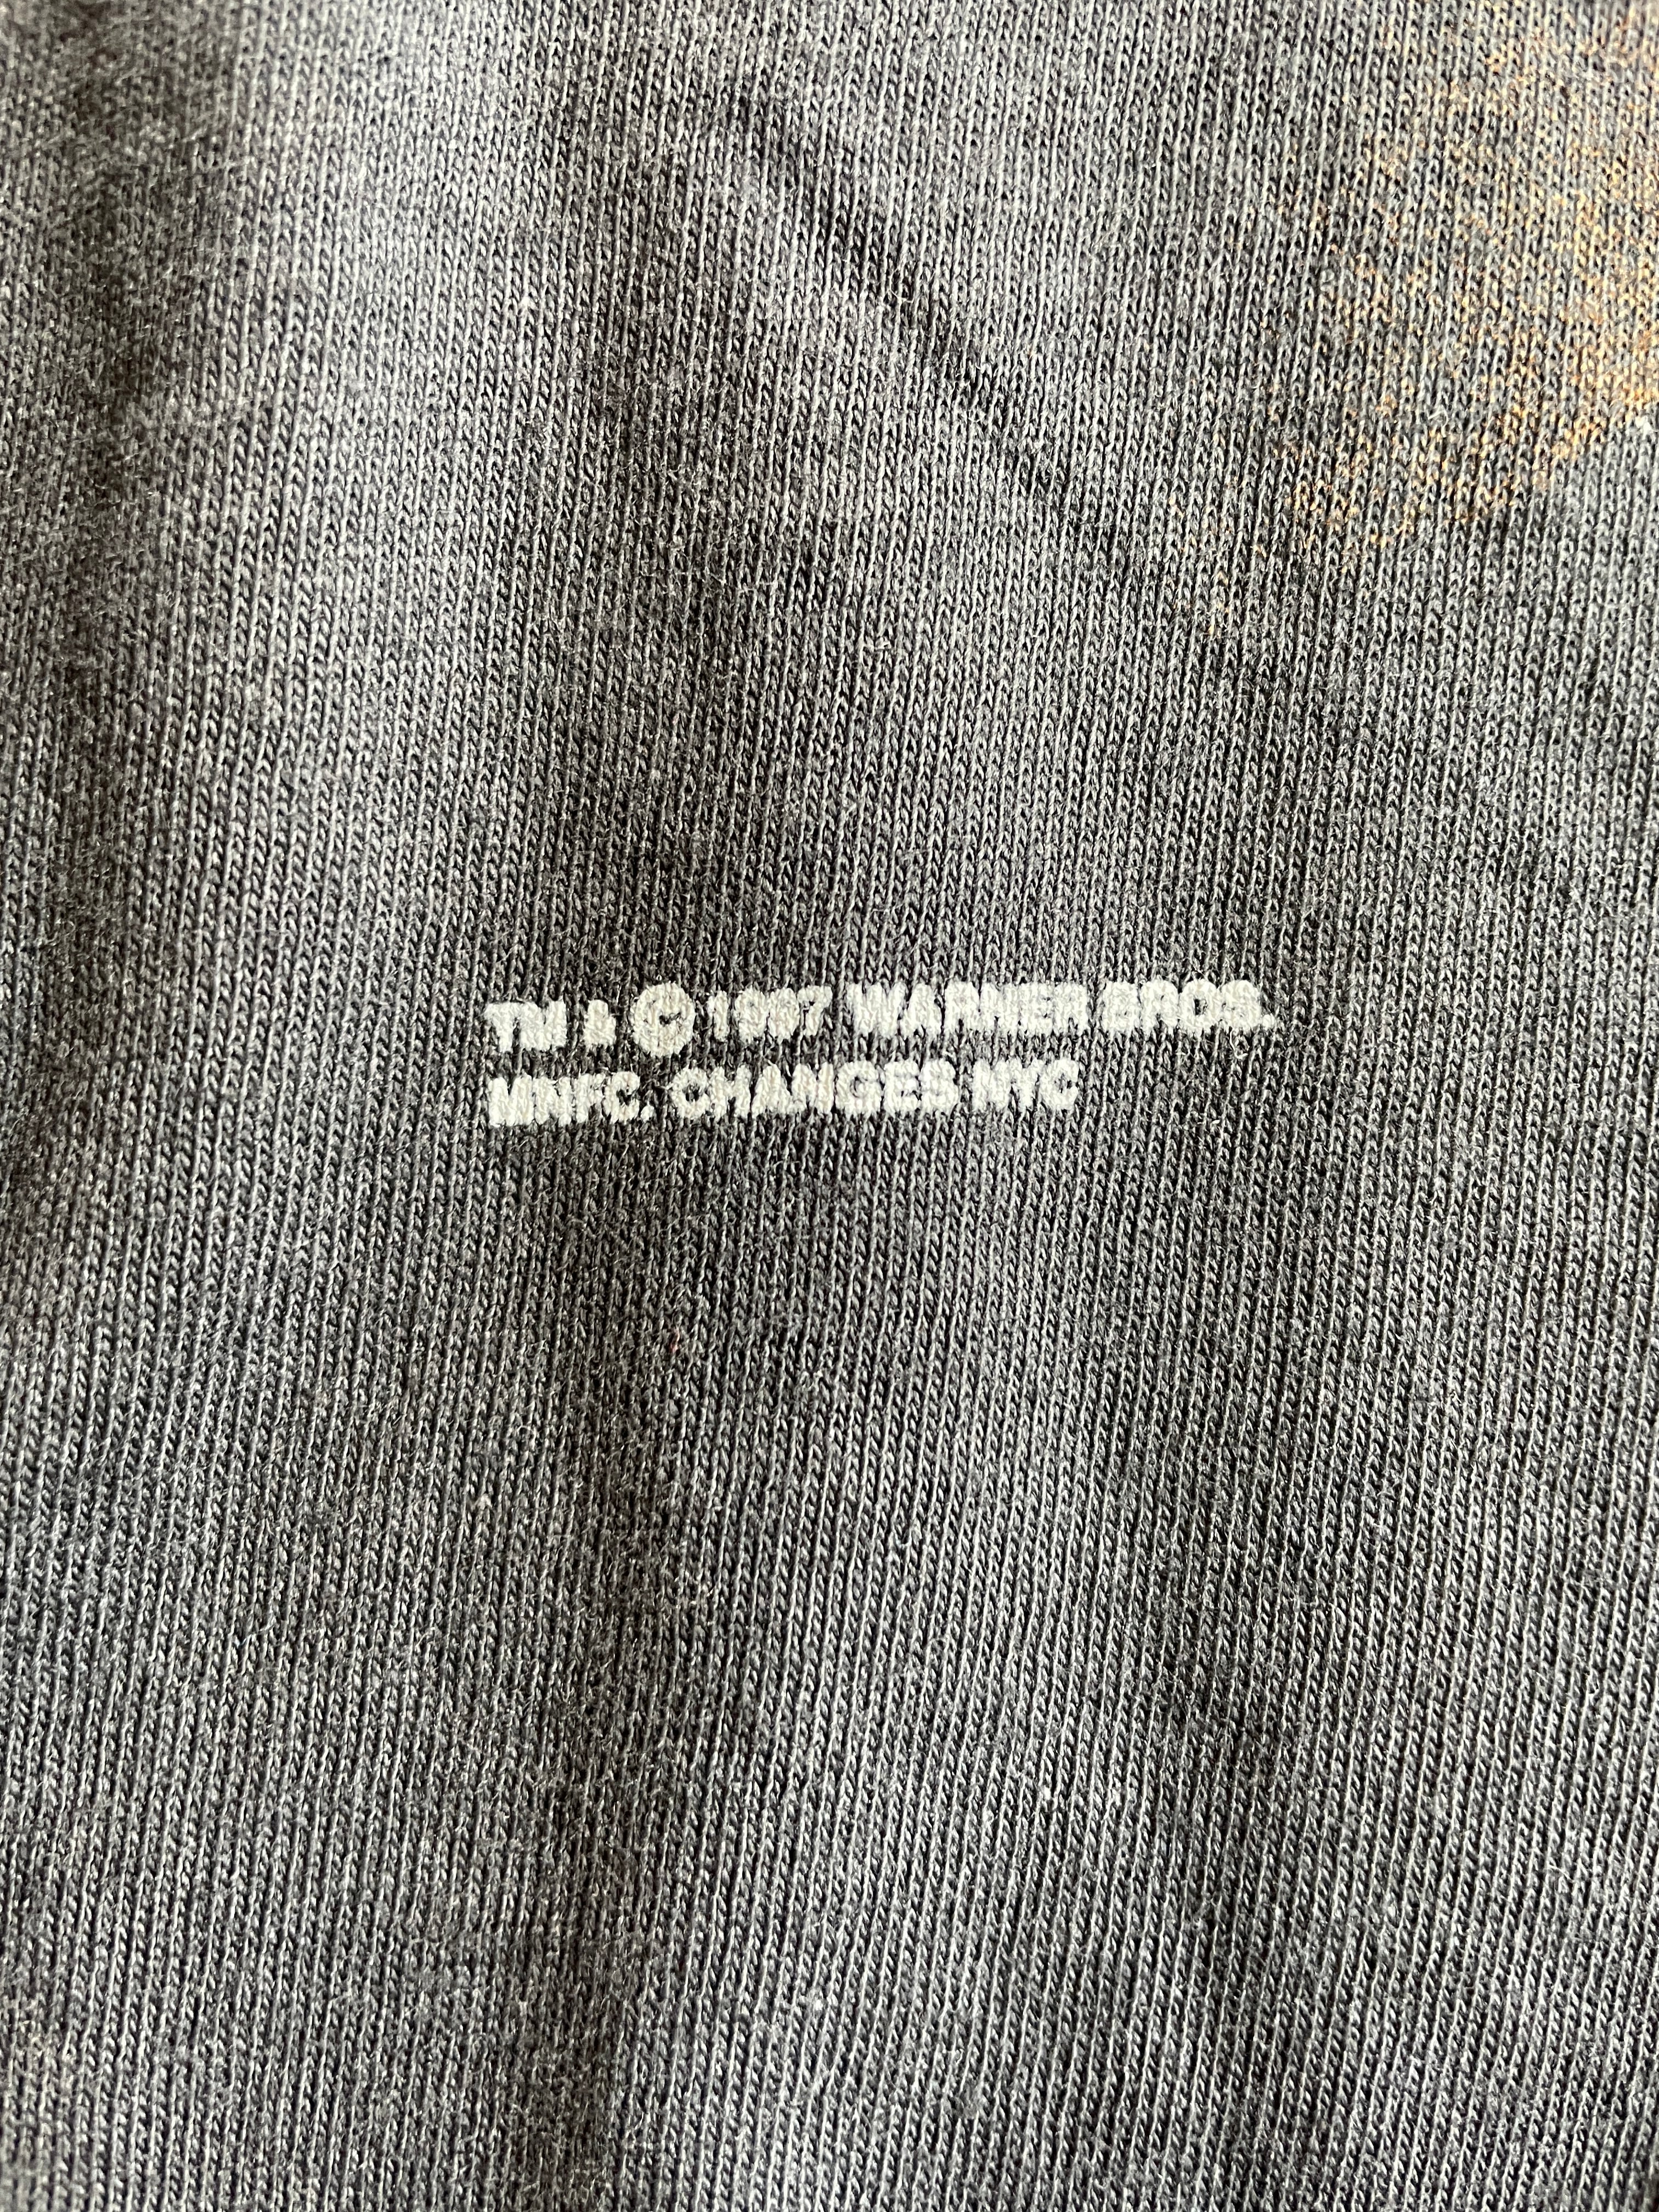 TM & © 1997 WARNER BROS.
MNFC. CHANGES NYC